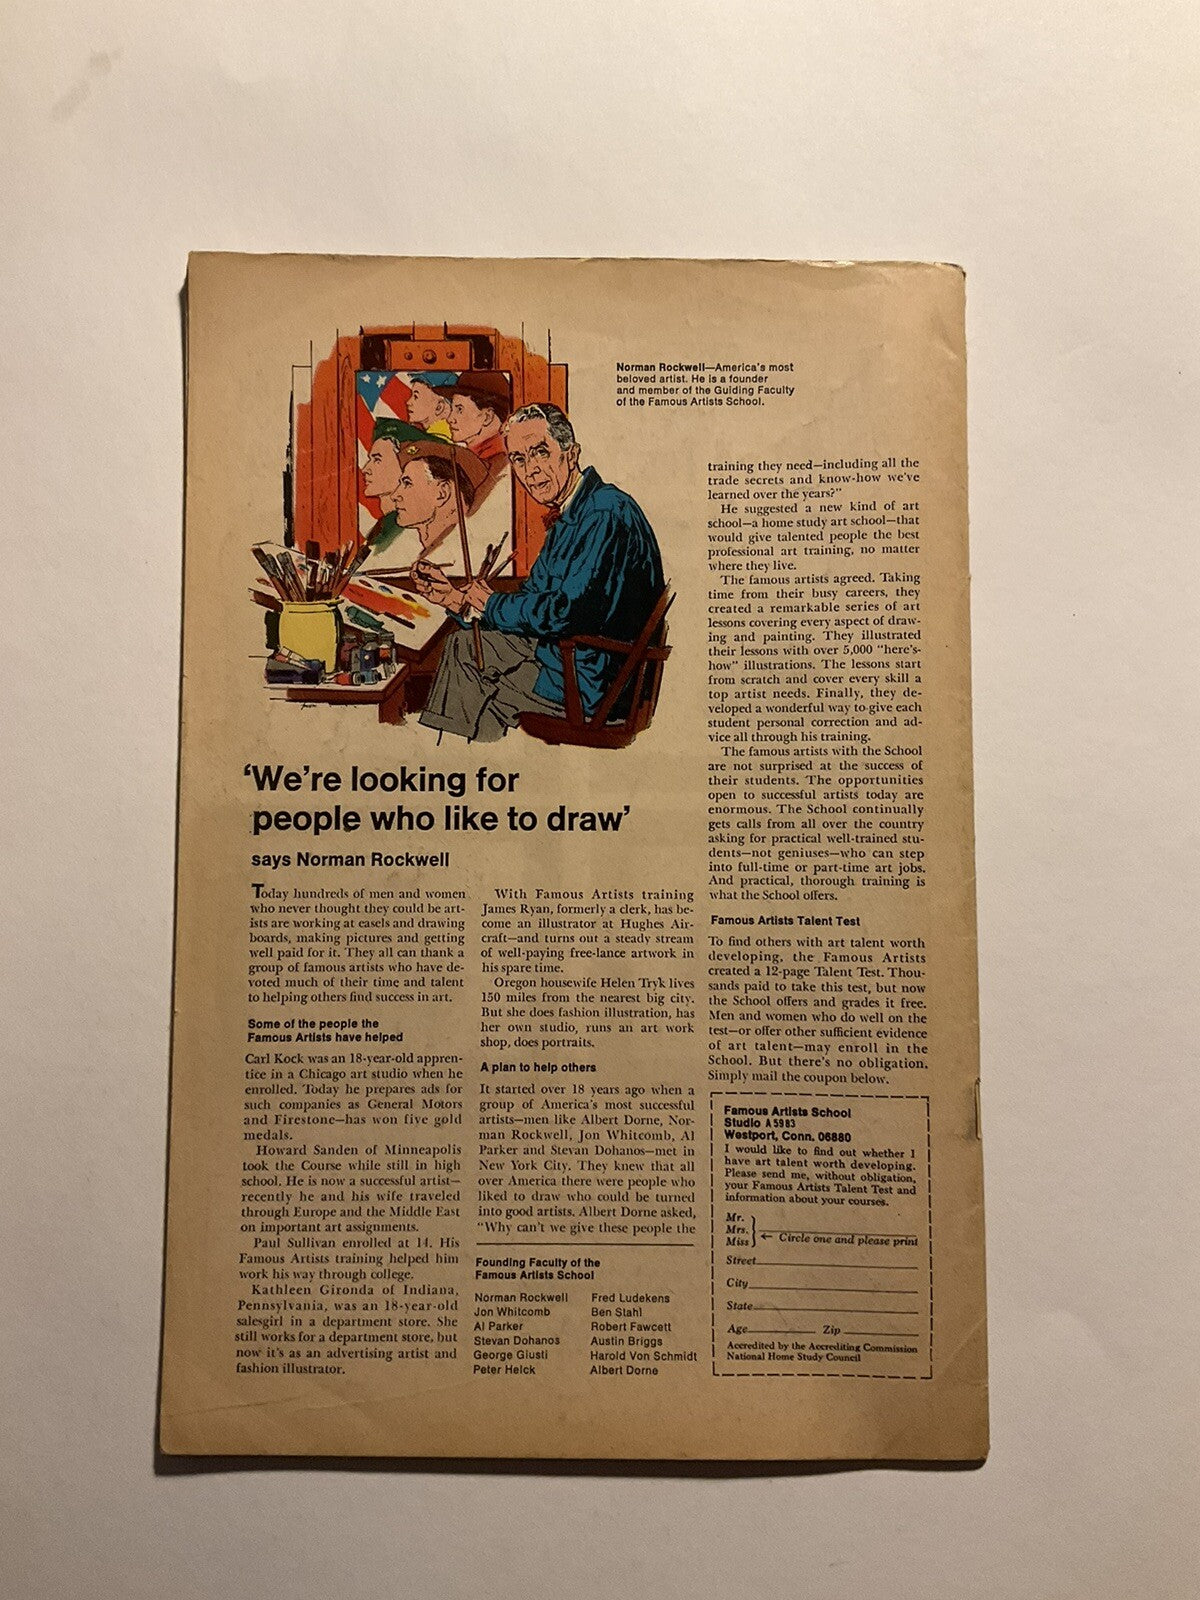 Norman Rockwell—America's most
beloved artist. He is a founder
and member of the Guiding Faculty
of the Famous Artists School.
'We're looking for
people who like to draw'
says Norman Rockwell
Today hundreds of men and women
who never thought they could be art-
ists are working at easels and drawing
boards, making pictures and getting
well paid for it. They all can thank a
group of famous artists who have de-
voted much of their time and talent
to helping others find success in art.
Some of the people the
Famous Artists have helped
Carl Kock was an 18-year-old appren-
tice in a Chicago art studio when he
enrolled. Today he prepares ads for
such companies as General Motors
and Firestone—has won five gold
medals.
Howard Sanden of Minneapolis
took the Course while still in high
school. He is now a successful artist—
recently he and his wife traveled
through Europe and the Middle East
on important art assignments.
Paul Sullivan enrolled at 14. His
Famous Artists training helped him
work his way through college.
Kathleen Gironda of Indiana,
Pennsylvania, was an 18-year-old
salesgirl in a department store. She
still works for a department store, but
now it's as an advertising artist and
fashion illustrator.
With Famous Artists training
James Ryan, formerly a clerk, has be-
come an illustrator at Hughes Air-
craft—and turns out a steady stream
of well-paying free-lance artwork in
his spare time.
Oregon housewife Helen Tryk lives
150 miles from the nearest big city.
But she does fashion illustration, has
her own studio, runs an art work
shop, does portraits.
A plan to help others
It started over 18 years ago when a
group of America's most successful
artists—men like Albert Dorne, Nor-
man Rockwell, Jon Whitcomb, Al
Parker and Stevan Dohanos—met in
New York City. They knew that all
over America there were people who
liked to draw who could be turned
into good artists. Albert Dorne asked,
"Why can't we give these people the
Founding Faculty of the
Famous Artists School
Norman Rockwell
Jon Whitcomb
Al Parker
Stevan Dohanos
George Giusti
Peter Helck
Fred Ludekens
Ben Stahl
Robert Fawcett
Austin Briggs
Harold Von Schmidt
Albert Dorne
training they need—including all the
trade secrets and know-how we've
learned over the years?"
He suggested a new kind of art
school—a home study art school—that
would give talented people the best
professional art training, no matter
where they live.
The famous artists agreed. Taking
time from their busy careers, they
created a remarkable series of art
lessons covering every aspect of draw-
ing and painting. They illustrated
their lessons with over 5,000 "here's-
how" illustrations. The lessons start
from scratch and cover every skill a
top artist needs. Finally, they de-
veloped a wonderful way to give each
student personal correction and ad-
vice all through his training.
The famous artists with the School
are not surprised at the success of
their students. The opportunities
open to successful artists today are
enormous. The School continually
gets calls from all over the country
asking for practical well-trained stu-
dents—not geniuses—who can step
into full-time or part-time art jobs.
And practical, thorough training is
what the School offers.
Famous Artists Talent Test
To find others with art talent worth
developing, the Famous Artists
created a 12-page Talent Test. Thou-
sands paid to take this test, but now
the School offers and grades it free.
Men and women who do well on the
test—or offer other sufficient evidence
of art talent—may enroll in the
School. But there's no obligation.
Simply mail the coupon below.
Famous Artists School
Studio A5983
Westport, Conn. 06880
I would like to find out whether I
have art talent worth developing.
Please send me, without obligation,
your Famous Artists Talent Test and
information about your courses.
Mr.
Mrs.
Miss ← Circle one and please print
Street
City
State
Age Zip
Accredited by the Accrediting Commission
National Home Study Council